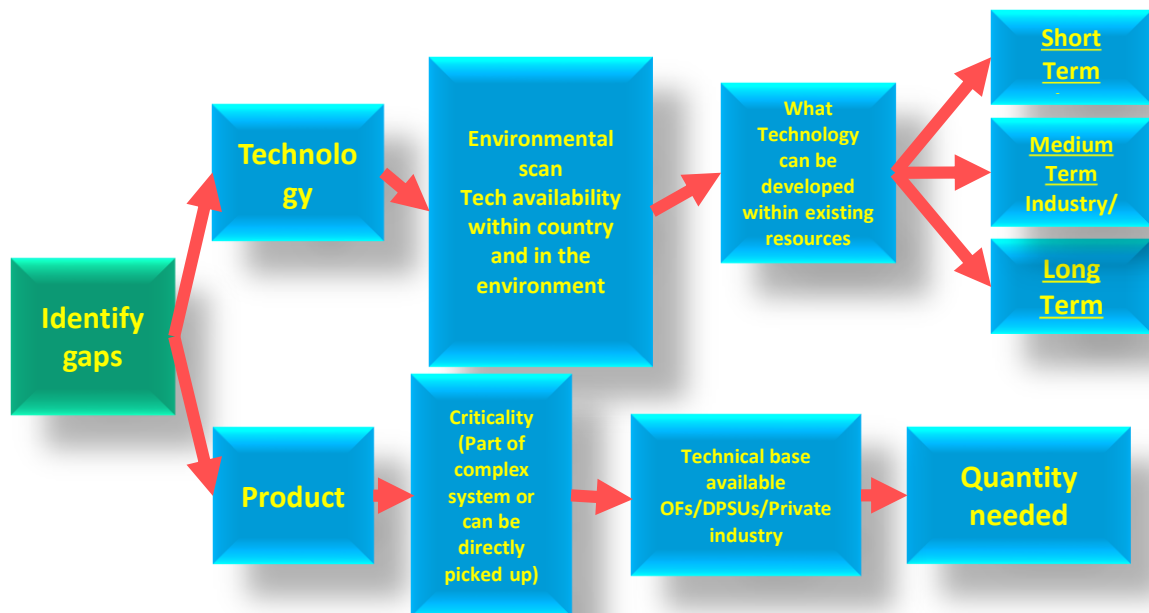 Identify
gaps
Technolo
gy
Environmental
scan
Tech availability
within country
and in the
environment
What
Technology
can be
developed
within existing
resources
Short
Term
Medium
Term
Industry/
Long
Term
Product
Criticality
(Part of
complex
system or
can be
directly
picked up)
Technical base
available
OFs/DPSUs/Private
industry
Quantity
needed